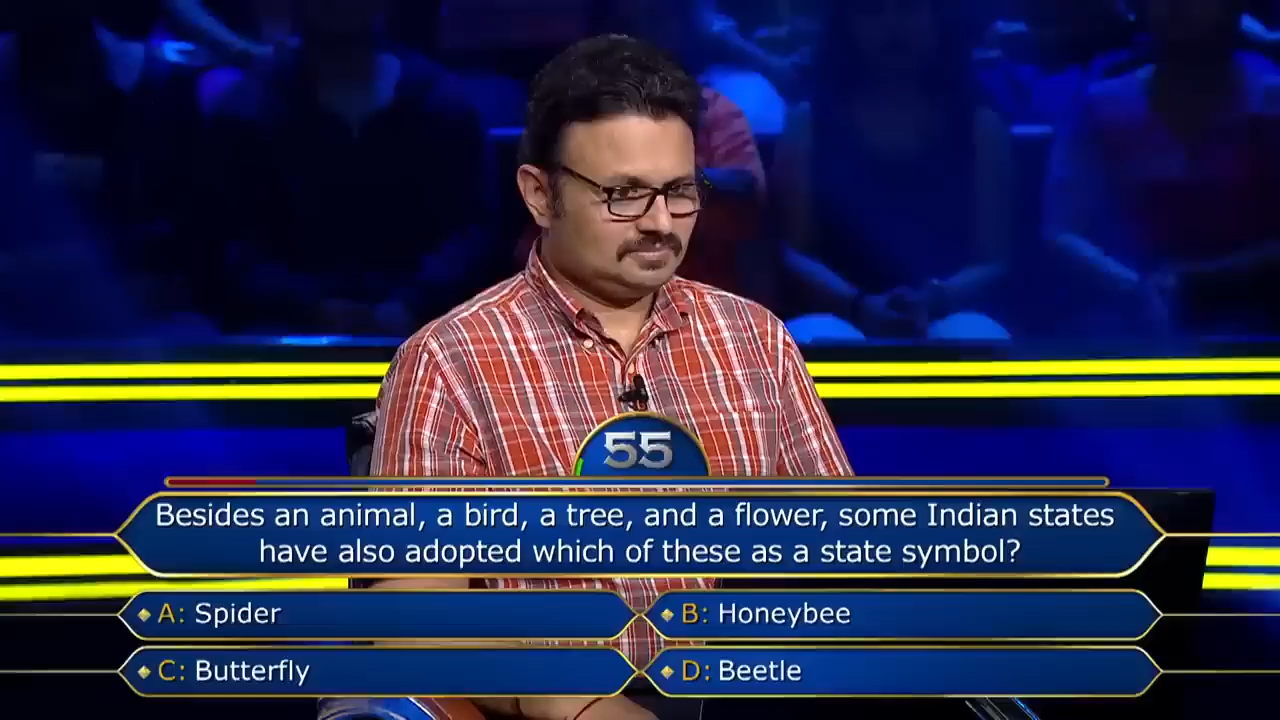 55
Besides an animal, a bird, a tree, and a flower, some Indian states
have also adopted which of these as a state symbol?
A: Spider
B: Honeybee
C: Butterfly
D: Beetle